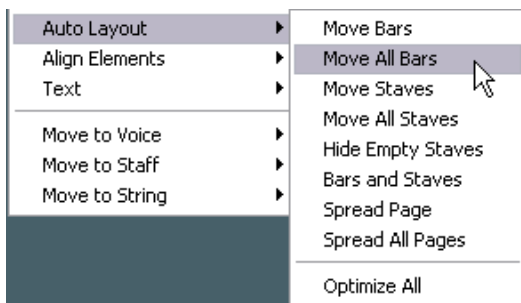 Auto Layout
Align Elements
Text
Move to Voice
Move to Staff
Move to String
Move Bars
Move All Bars
Move Staves
Move All Staves
Hide Empty Staves
Bars and Staves
Spread Page
Spread All Pages
Optimize All